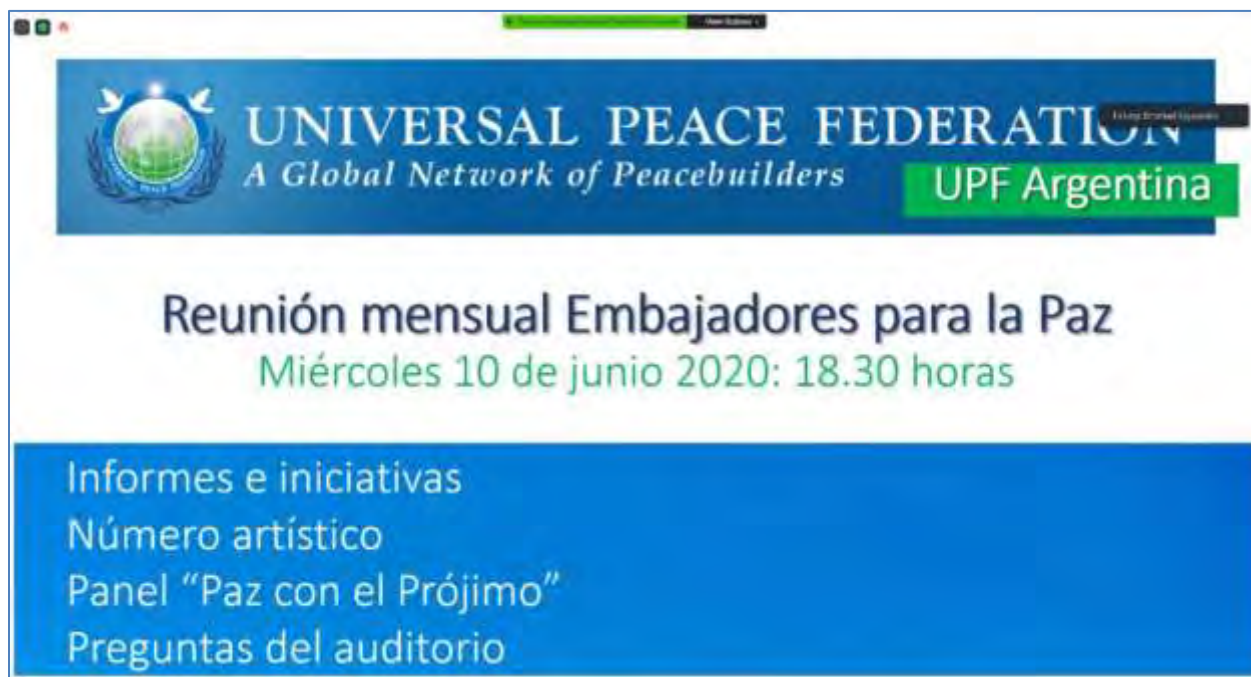 UNIVERSAL PEACE FEDERATION
A Global Network of Peacebuilders
UPF Argentina
Reunión mensual Embajadores para la Paz
Miércoles 10 de junio 2020: 18.30 horas
Informes e iniciativas
Número artístico
Panel “Paz con el Prójimo”
Preguntas del auditorio